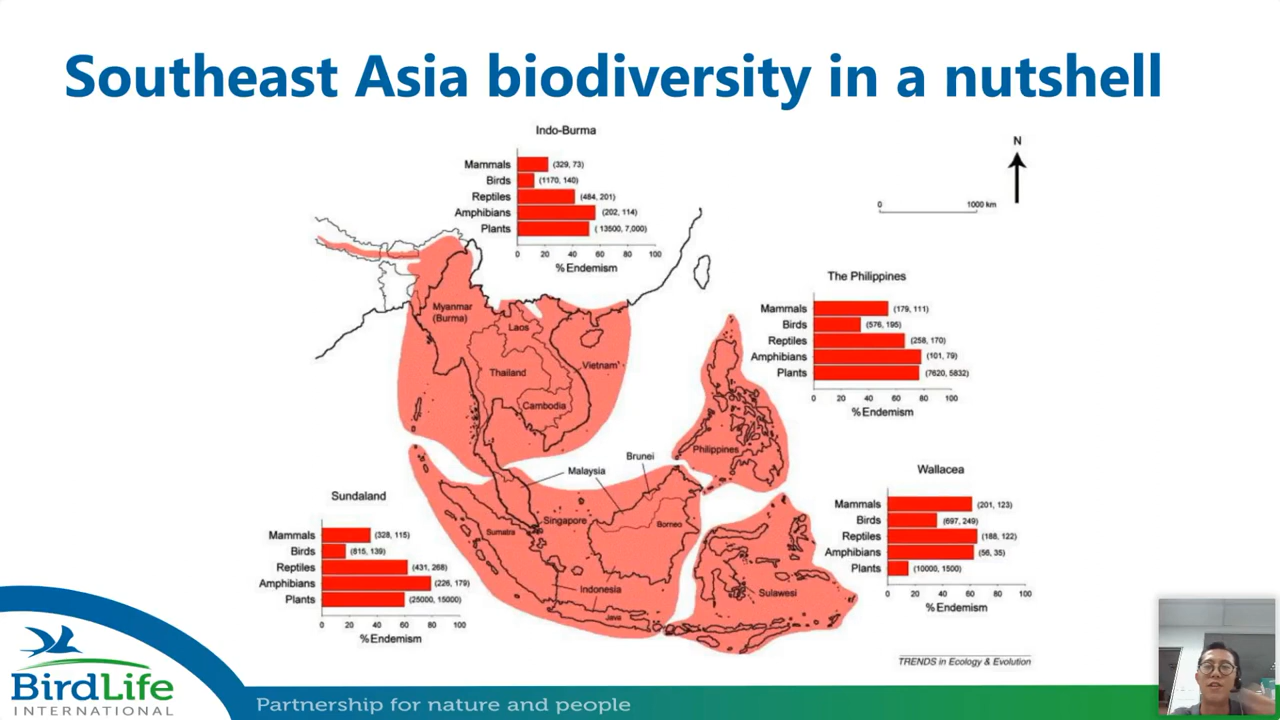 Southeast Asia biodiversity in a nutshell
Indo-Burma
Mammals (329, 73)
Birds (1170, 140)
Reptiles (484, 201)
Amphibians (202, 114)
Plants ( 13500, 7,000)
0 20 40 60 80 100
% Endemism
N
0 1000 km
The Philippines
Mammals (179, 111)
Birds (576, 195)
Reptiles (258, 170)
Amphibians (101, 79)
Plants (7620, 5832)
0 20 40 60 80 100
% Endemism
Myanmar
(Burma)
Laos
Thailand
Vietnam
Cambodia
Philippines
Brunei
Malaysia
Singapore
Borneo
Sumatra
Indonesia
Java
Sulawesi
Wallacea
Mammals (201, 123)
Birds (697, 249)
Reptiles (188, 122)
Amphibians (56, 35)
Plants (10000, 1500)
0 20 40 60 80 100
% Endemism
Sundaland
Mammals (328, 115)
Birds (815, 139)
Reptiles (431, 268)
Amphibians (226, 179)
Plants (25000, 15000)
0 20 40 60 80 100
% Endemism
TRENDS in Ecology & Evolution
BirdLife
INTERNATIONAL
Partnership for nature and people